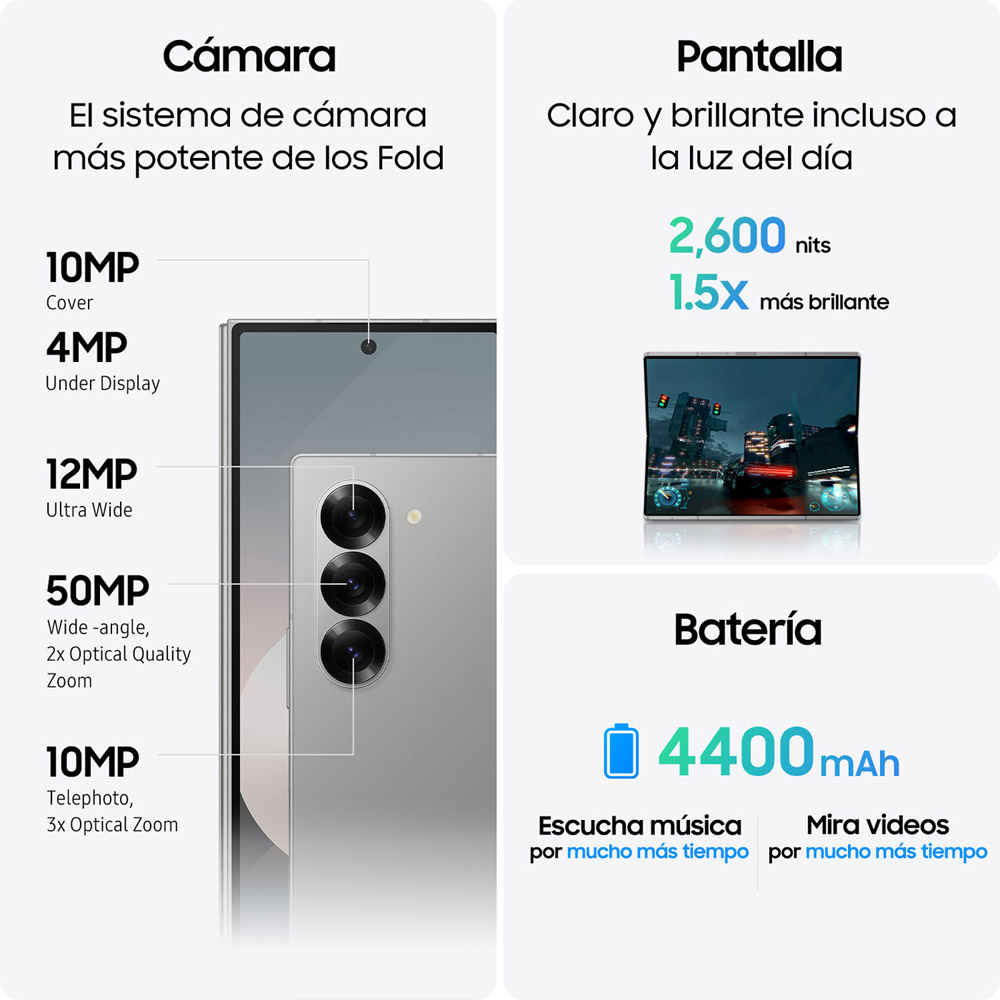 Cámara
El sistema de cámara
más potente de los Fold
10MP
Cover
4MP
Under Display
12MP
Ultra Wide
50MP
Wide -angle,
2x Optical Quality
Zoom
10MP
Telephoto,
3x Optical Zoom
Pantalla
Claro y brillante incluso a
la luz del día
2,600 nits
1.5x más brillante
Batería
4400mAh
Escucha música
por mucho más tiempo
Mira videos
por mucho más tiempo